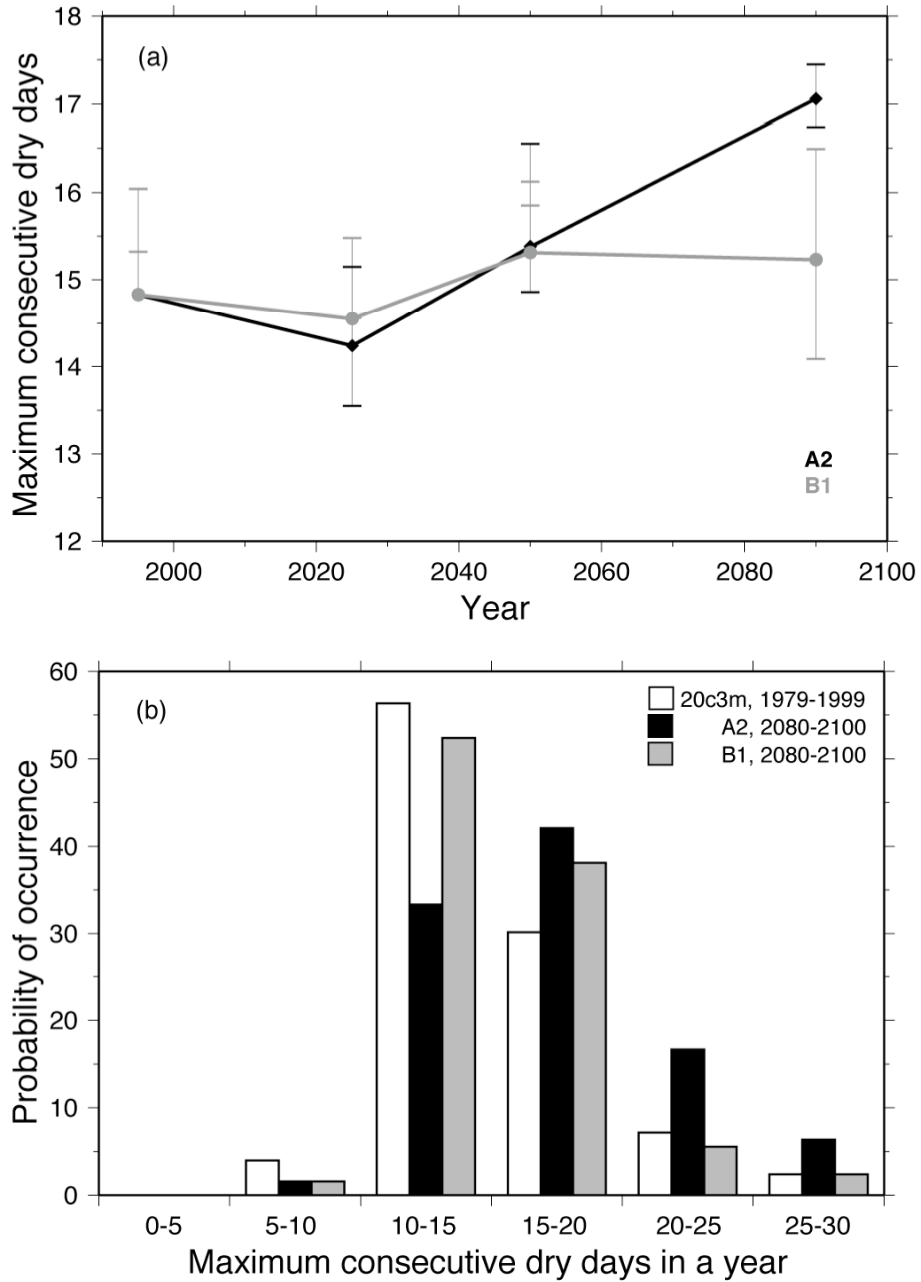 18
17
16
15
14
13
12
Maximum consecutive dry days
(a)
A2
B1
2000 2020 2040 2060 2080 2100
Year
60
50
40
30
20
10
0
Probability of occurrence
(b)
20c3m, 1979-1999
A2, 2080-2100
B1, 2080-2100
0-5 5-10 10-15 15-20 20-25 25-30
Maximum consecutive dry days in a year